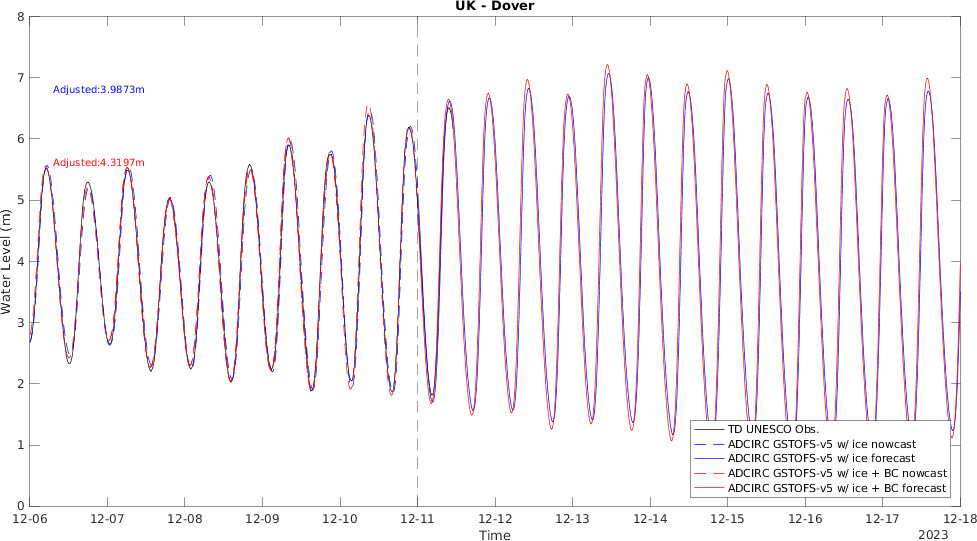 UK - Dover
8
7
6
5
4
3
2
1
0
Water Level (m)
Adjusted:3.9873m
Adjusted:4.3197m
TD UNESCO Obs.
ADCIRC GSTOFS-v5 w/ ice nowcast
ADCIRC GSTOFS-v5 w/ ice forecast
ADCIRC GSTOFS-v5 w/ ice + BC nowcast
ADCIRC GSTOFS-v5 w/ ice + BC forecast
12-06 12-07 12-08 12-09 12-10 12-11 12-12 12-13 12-14 12-15 12-16 12-17 12-18
Time
2023